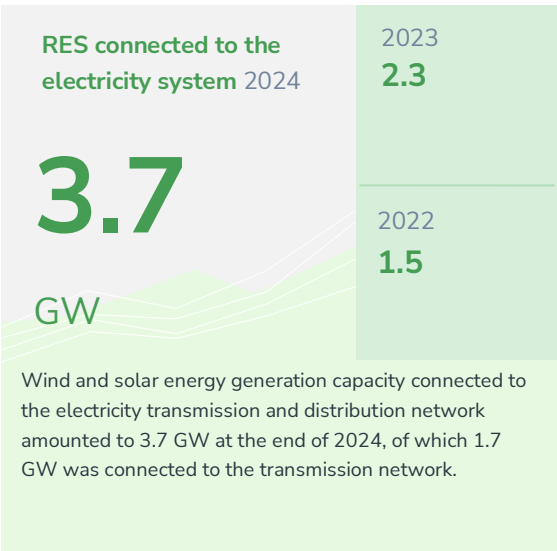 RES connected to the
electricity system 2024
3.7
GW
2023
2.3
2022
1.5
Wind and solar energy generation capacity connected to
the electricity transmission and distribution network
amounted to 3.7 GW at the end of 2024, of which 1.7
GW was connected to the transmission network.